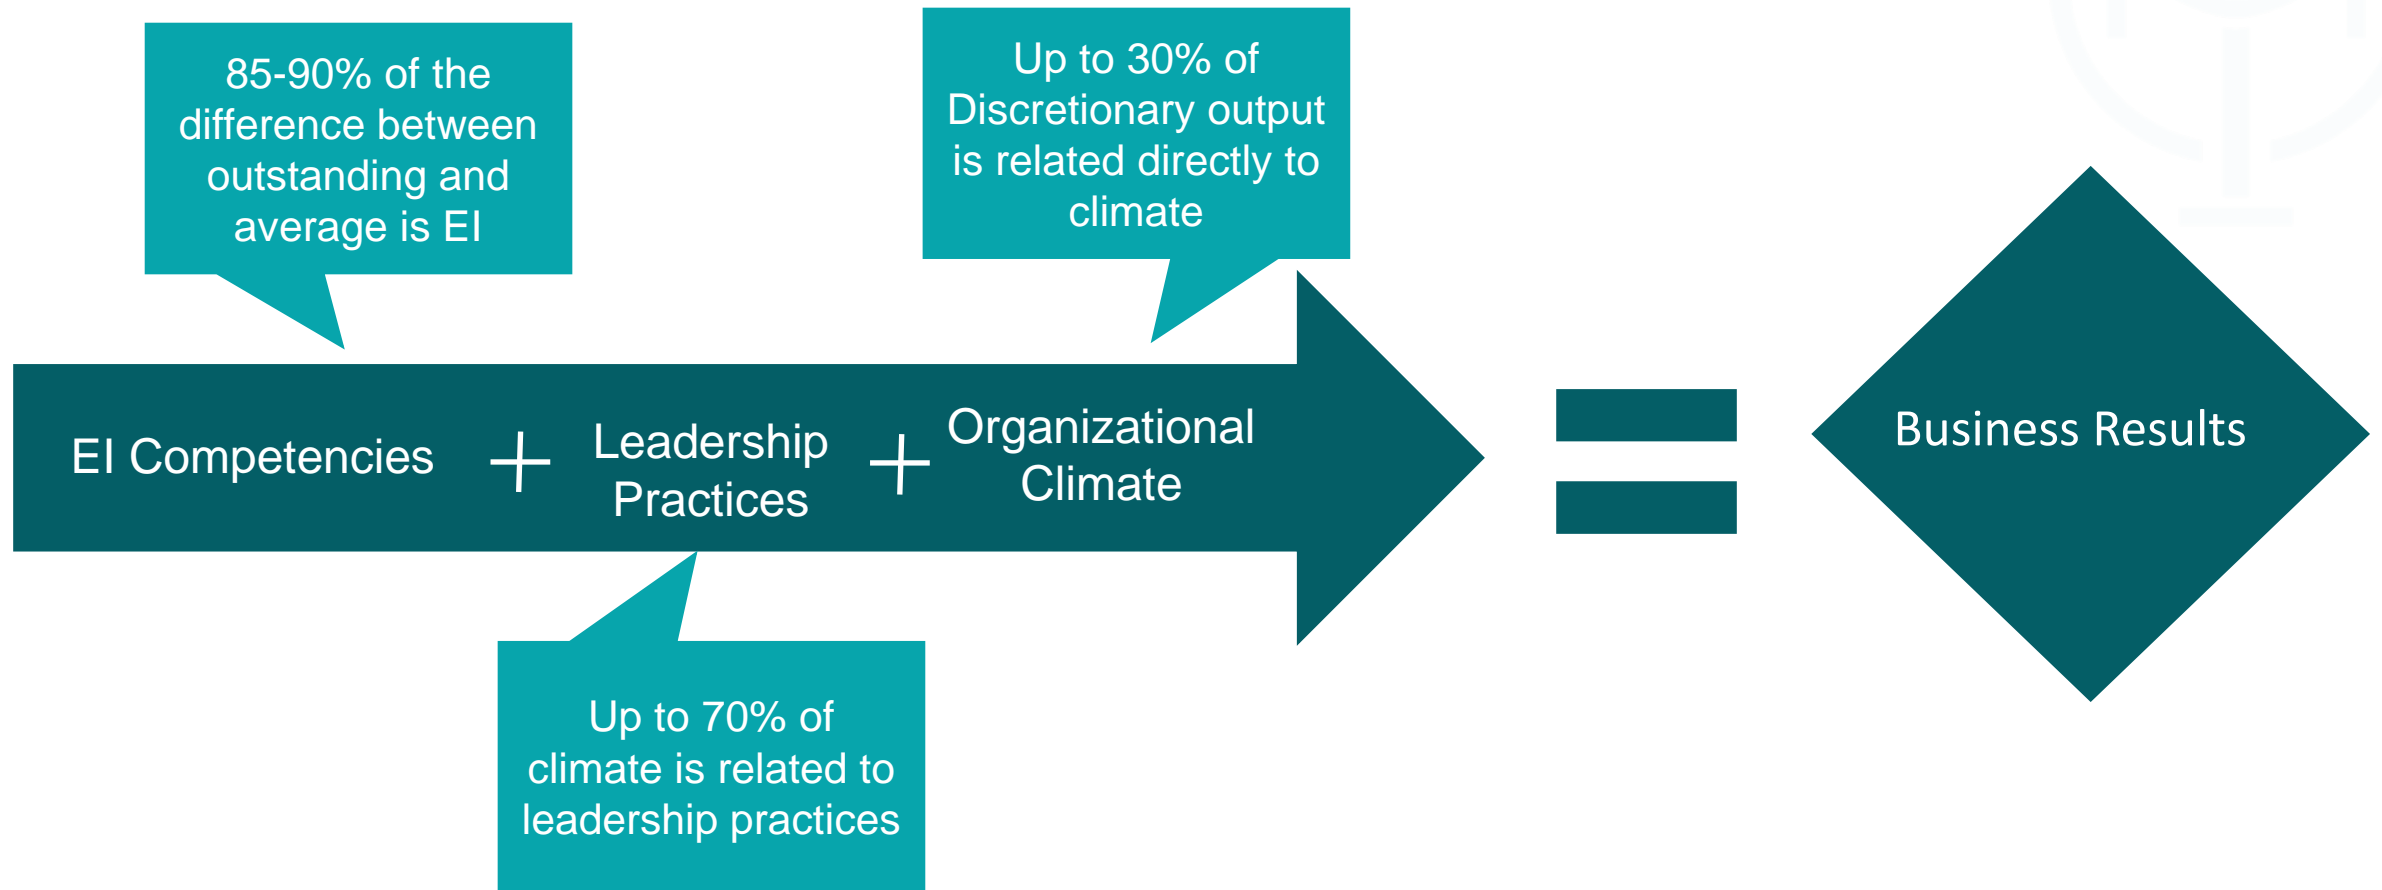 85-90% of the
difference between
outstanding and
average is EI
Up to 30% of
Discretionary output
is related directly to
climate
EI Competencies
+
Leadership
Practices
+
Organizational
Climate
=
Business Results
Up to 70% of
climate is related to
leadership practices